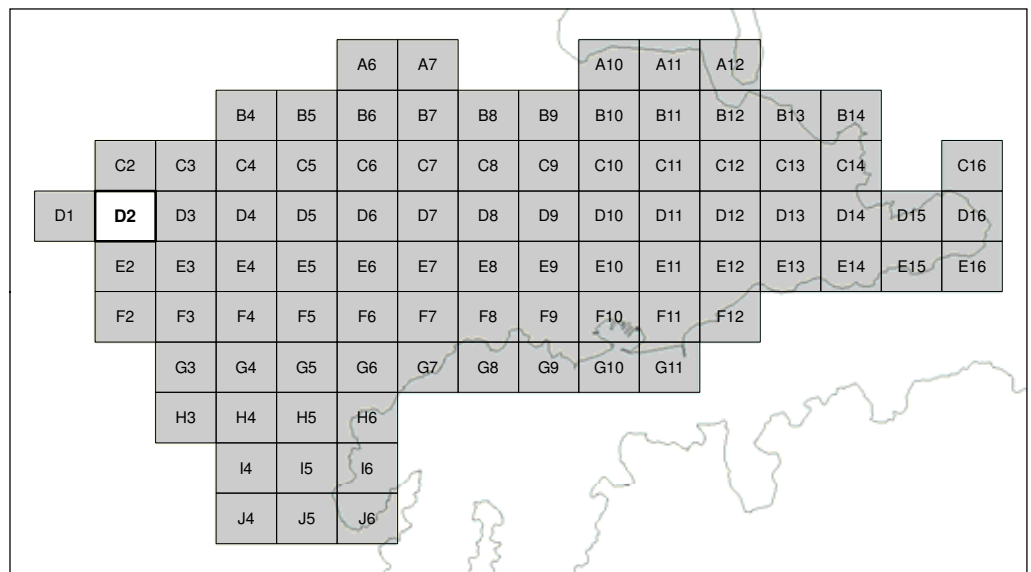 A6 A7 A10 A11 A12
B4 B5 B6 B7 B8 B9 B10 B11 B12 B13 B14
C2 C3 C4 C5 C6 C7 C8 C9 C10 C11 C12 C13 C14 C16
D1 D2 D3 D4 D5 D6 D7 D8 D9 D10 D11 D12 D13 D14 D15 D16
E2 E3 E4 E5 E6 E7 E8 E9 E10 E11 E12 E13 E14 E15 E16
F2 F3 F4 F5 F6 F7 F8 F9 F10 F11 F12
G3 G4 G5 G6 G7 G8 G9 G10 G11
H3 H4 H5 H6
I4 I5 I6
J4 J5 J6